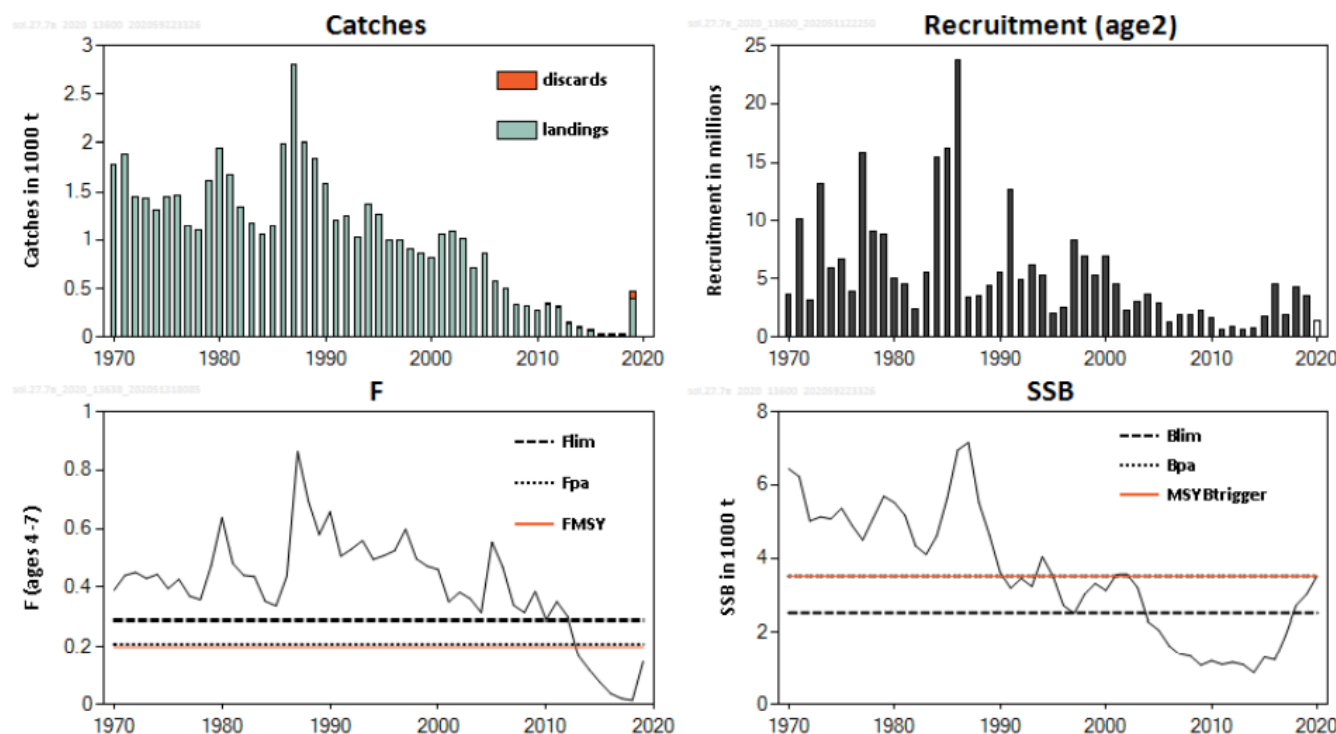 Catches
Catches in 1000 t
3
2.5
2
1.5
1
0.5
0
1970 1980 1990 2000 2010 2020
discards
landings
Recruitment (age2)
Recruitment in millions
25
20
15
10
5
0
1970 1980 1990 2000 2010 2020
F
F (ages 4-7)
1
0.8
0.6
0.4
0.2
0
1970 1980 1990 2000 2010 2020
Flim
Fpa
FMSY
SSB
SSB in 1000 t
8
6
4
2
0
1970 1980 1990 2000 2010 2020
Blim
Bpa
MSYBtrigger